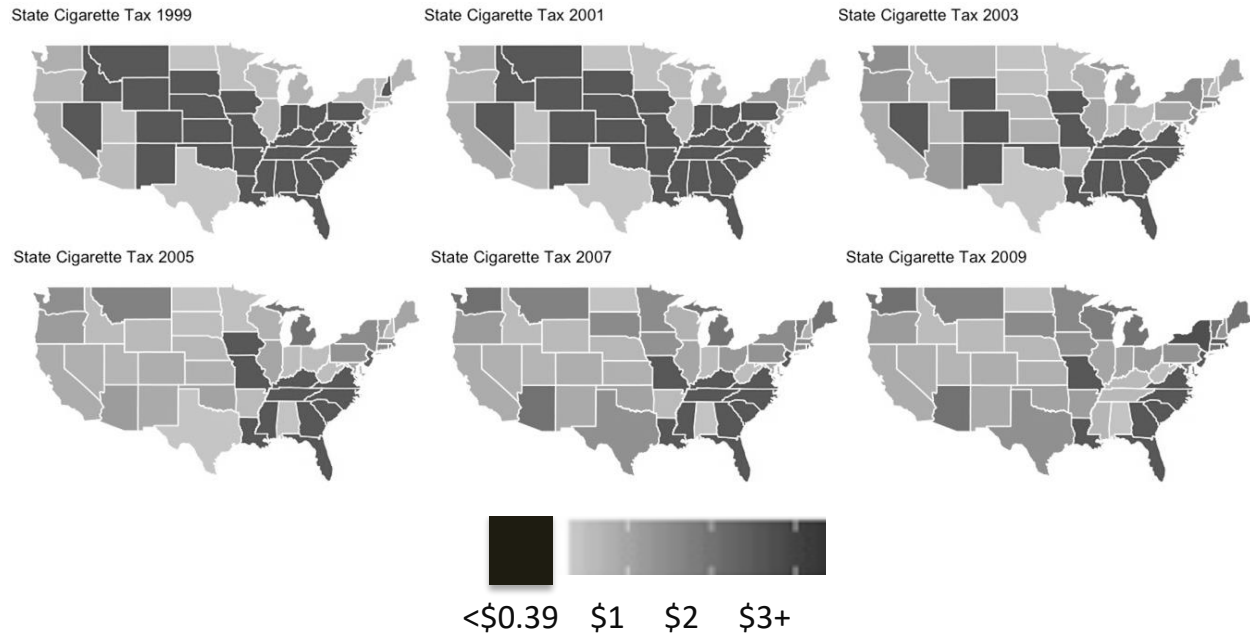 State Cigarette Tax 1999
State Cigarette Tax 2001
State Cigarette Tax 2003
State Cigarette Tax 2005
State Cigarette Tax 2007
State Cigarette Tax 2009
<$0.39 $1 $2 $3+